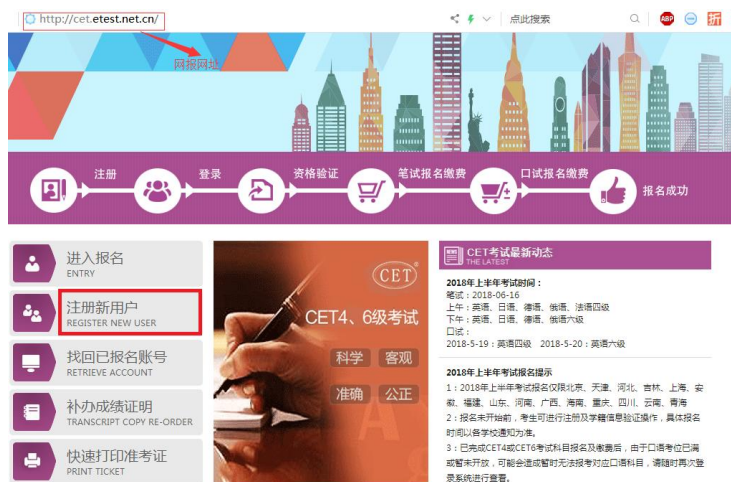 http://cet.etest.net.cn/
点此搜索
ABP
折
网报网址
注册
登录
资格验证
笔试报名缴费
口试报名缴费
报名成功
进入报名
ENTRY
注册新用户
REGISTER NEW USER
找回已报名账号
RETRIEVE ACCOUNT
补办成绩证明
TRANSCRIPT COPY RE-ORDER
快速打印准考证
PRINT TICKET
CET
CET4、6级考试
科学 客观
准确 公正
NEWS
CET考试最新动态
THE LATEST
2018年上半年考试时间：
笔试：2018-06-16
上午：英语、日语、德语、俄语、法语四级
下午：英语、日语、德语、俄语六级
口试：
2018-5-19：英语四级 2018-5-20：英语六级
2018年上半年考试报名提示
1：2018年上半年考试报名仅限北京、天津、河北、吉林、上海、安
徽、福建、山东、河南、广西、海南、重庆、四川、云南、青海
2：报名未开始前，考生可进行注册及学籍信息验证操作，具体报名
时间以各学校通知为准。
3：已完成CET4或CET6考试科目报名及缴费后，由于口语考位已满
或暂未开放，可能会造成暂时无法报考对应口语科目，请随时再次登
录系统进行查看。